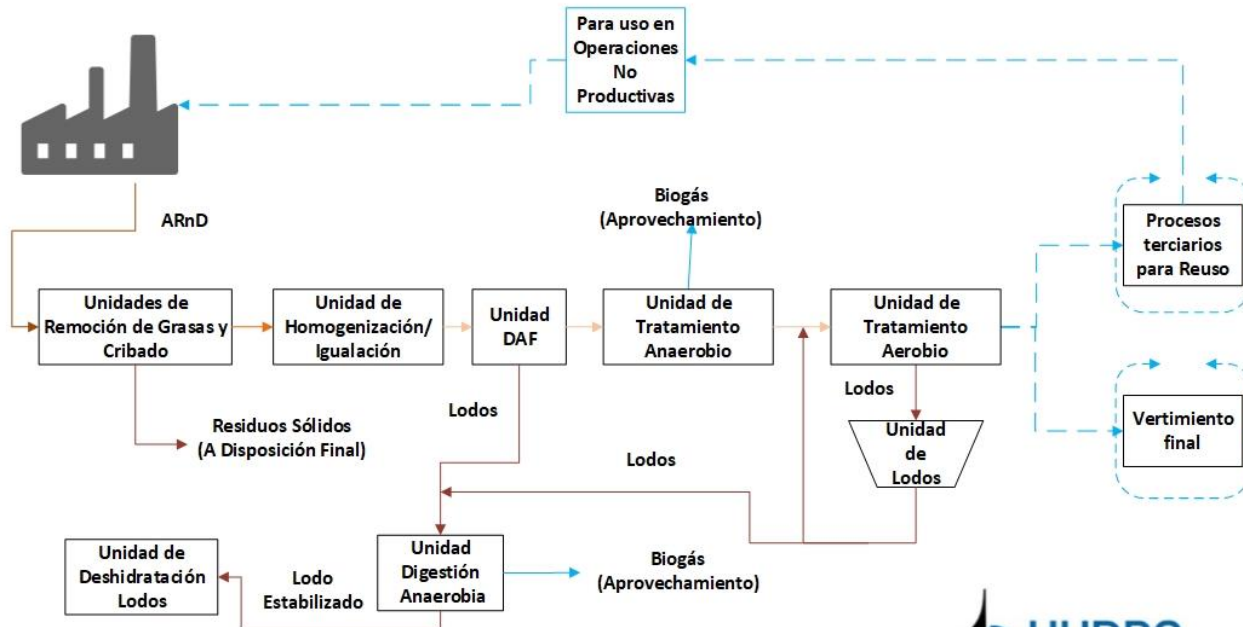 Para uso en
Operaciones
No
Productivas
ARnD
Biogás
(Aprovechamiento)
Procesos
terciarios
para Reuso
Unidades de
Remoción de Grasas y
Cribado
Unidad de
Homogenización/
Igualación
Unidad
DAF
Unidad de
Tratamiento
Anaerobio
Unidad de
Tratamiento
Aerobio
Lodos
Lodos
Residuos Sólidos
(A Disposición Final)
Unidad
de
Lodos
Vertimiento
final
Lodos
Unidad de
Deshidratación
Lodos
Lodo
Estabilizado
Unidad
Digestión
Anaerobia
Biogás
(Aprovechamiento)